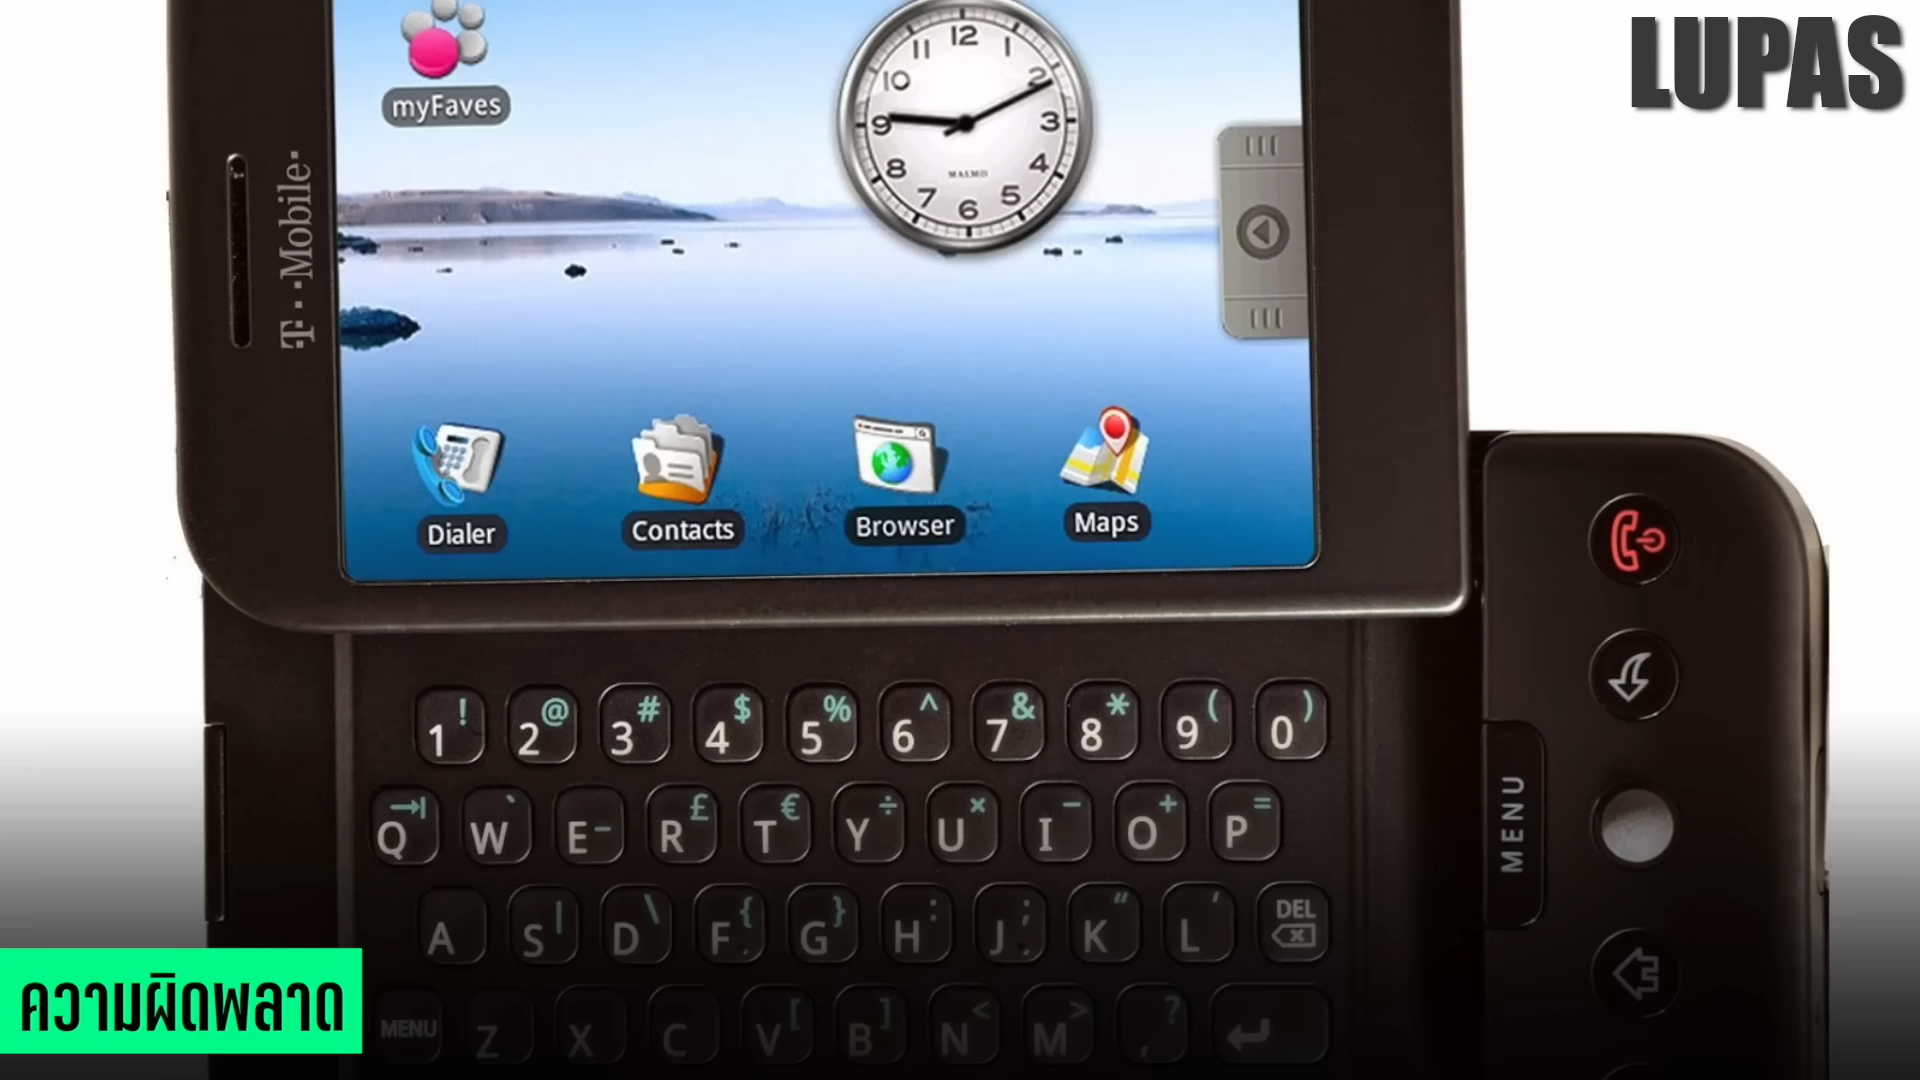 LUPAS
myFaves
12
11 1
10 2
9 3
MALMO
8 4
7 5
6
T · · Mobile ·
Dialer Contacts Browser Maps
1 ! 2 @ 3 # 4 $ 5 % 6 ^ 7 & 8 * 9 ( 0 )
Q W ` E – R £ T € Y ÷ U × I – O + P =
MENU
A S | D \ F { G } H : J ; K " L ' DEL
MENU Z X C V [ B ] N < M > , ?
ความผิดพลาด